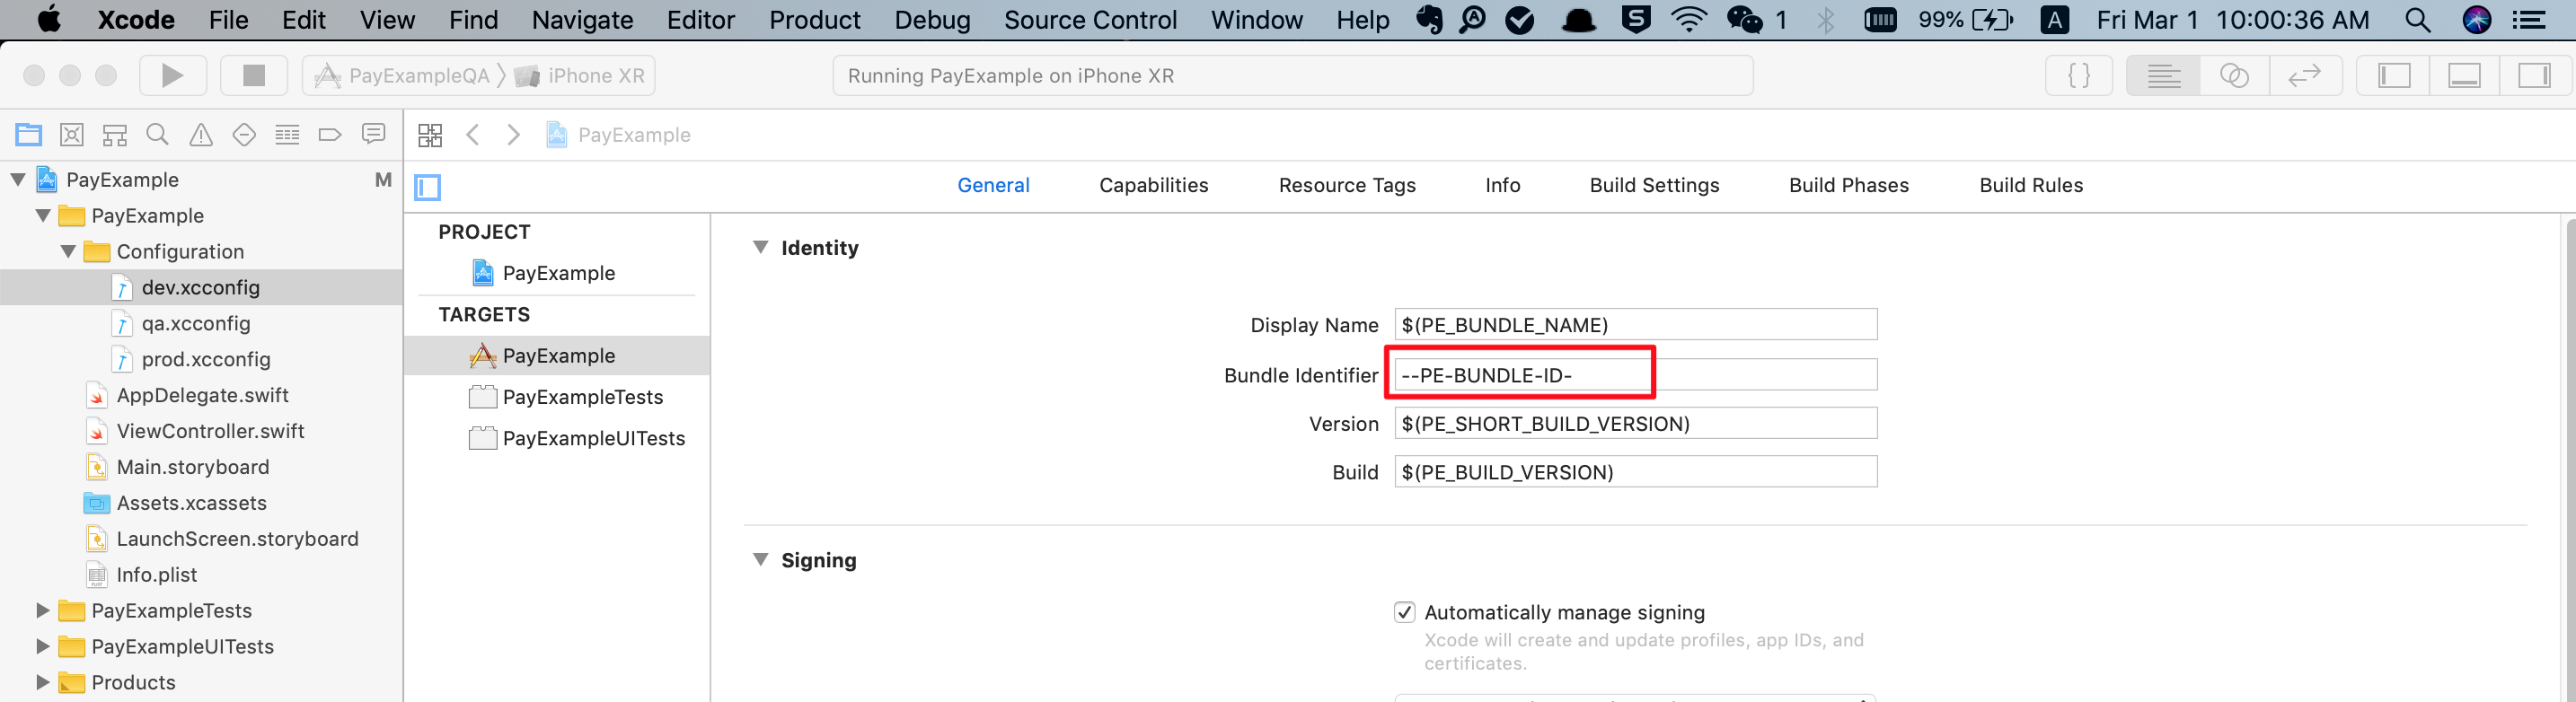 Xcode File Edit View Find Navigate Editor Product Debug Source Control Window Help 1 99% A Fri Mar 1 10:00:36 AM
PayExampleQA iPhone XR Running PayExample on iPhone XR {}
PayExample
PayExample M
General Capabilities Resource Tags Info Build Settings Build Phases Build Rules
PayExample
Configuration
dev.xcconfig
qa.xcconfig
prod.xcconfig
AppDelegate.swift
ViewController.swift
Main.storyboard
Assets.xcassets
LaunchScreen.storyboard
Info.plist
PayExampleTests
PayExampleUITests
Products
PROJECT
PayExample
TARGETS
PayExample
PayExampleTests
PayExampleUITests
Identity
Display Name $(PE_BUNDLE_NAME)
Bundle Identifier --PE-BUNDLE-ID-
Version $(PE_SHORT_BUILD_VERSION)
Build $(PE_BUILD_VERSION)
Signing
Automatically manage signing
Xcode will create and update profiles, app IDs, and
certificates.